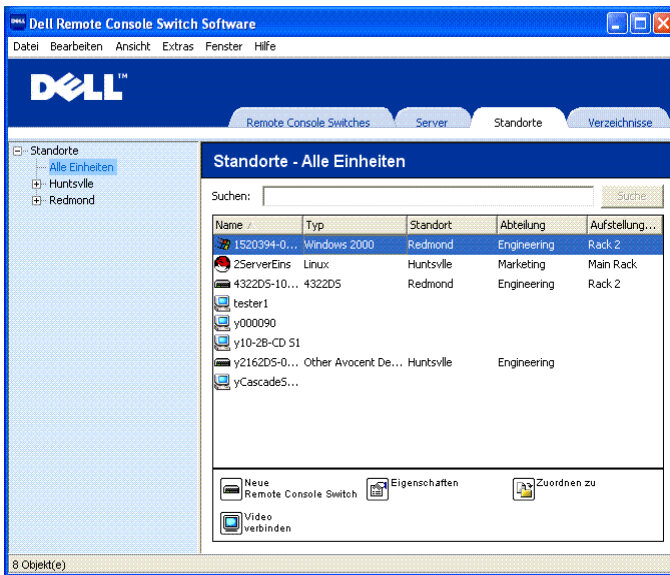 Dell Remote Console Switch Software
Datei Bearbeiten Ansicht Extras Fenster Hilfe
DELL™
Remote Console Switches Server Standorte Verzeichnisse
Standorte
Alle Einheiten
Huntsvlle
Redmond
Standorte - Alle Einheiten
Suchen: Suche
Name Typ Standort Abteilung Aufstellung...
1520394-0... Windows 2000 Redmond Engineering Rack 2
2ServerEins Linux Huntsvlle Marketing Main Rack
4322DS-10... 4322DS Redmond Engineering Rack 2
tester1
y000090
y10-2B-CD S1
y2162DS-0... Other Avocent De... Huntsvlle Engineering
yCascadeS...
Neue
Remote Console Switch
Eigenschaften
Zuordnen zu
Video
verbinden
8 Objekt(e)